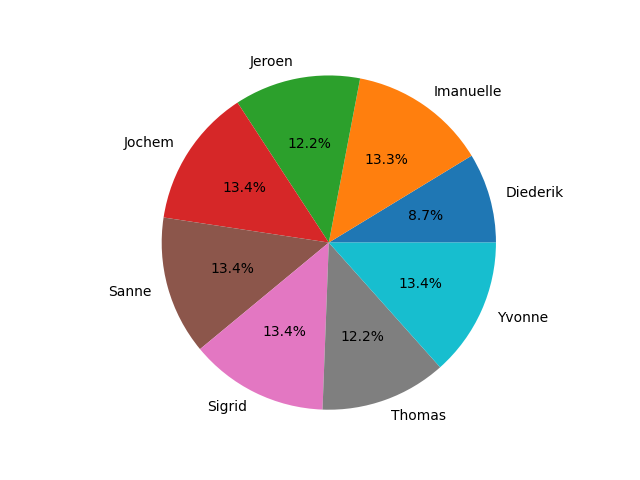 Jeroen
Imanuelle
12.2%
Jochem
13.3%
13.4%
Diederik
8.7%
13.4%
13.4%
Sanne
Yvonne
13.4%
12.2%
Sigrid
Thomas